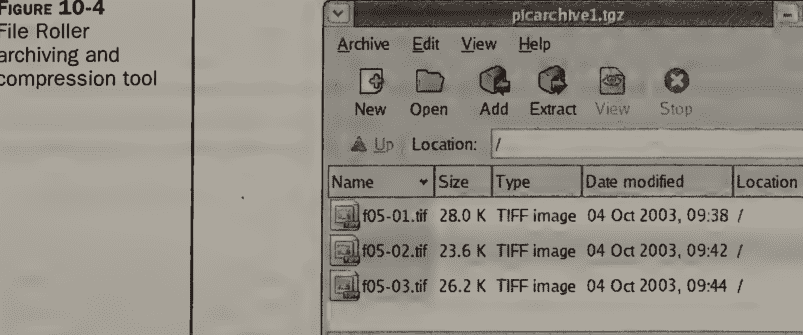 FIGURE 10-4
File Roller
archiving and
compression tool
picarchive1.tgz
Archive Edit View Help
New Open Add Extract View Stop
Up Location: /
Name Size Type Date modified Location
f05-01.tif 28.0 K TIFF image 04 Oct 2003, 09:38 /
f05-02.tif 23.6 K TIFF image 04 Oct 2003, 09:42 /
f05-03.tif 26.2 K TIFF image 04 Oct 2003, 09:44 /